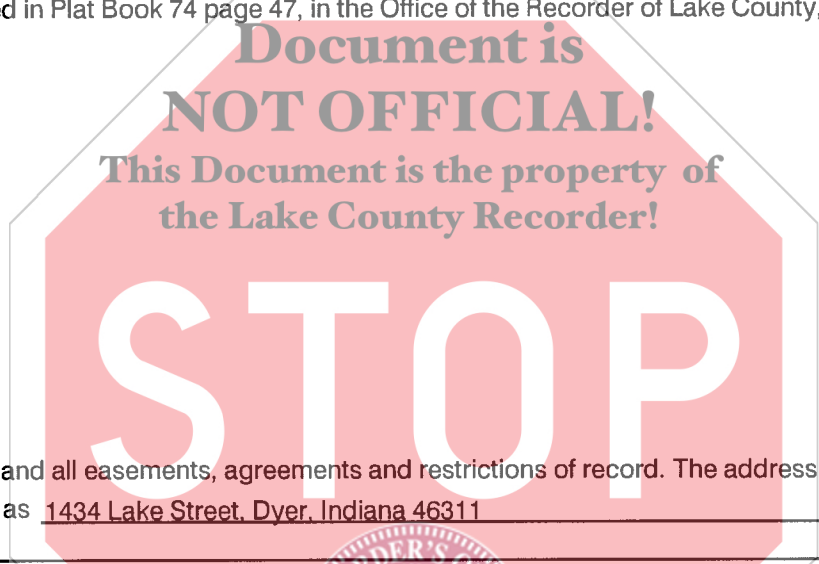 d in Plat Book 74 page 47, in the Office of the Recorder of Lake County,
Document is
NOT OFFICIAL!
This Document is the property of
the Lake County Recorder!
STOP
and all easements, agreements and restrictions of record. The address
as 1434 Lake Street, Dyer, Indiana 46311